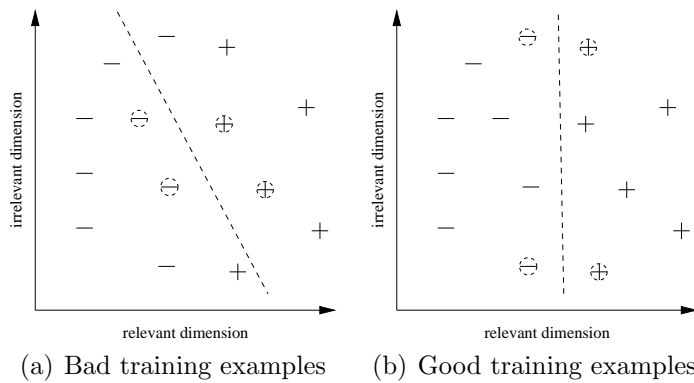 irrelevant dimension
relevant dimension
irrelevant dimension
relevant dimension
(a) Bad training examples
(b) Good training examples